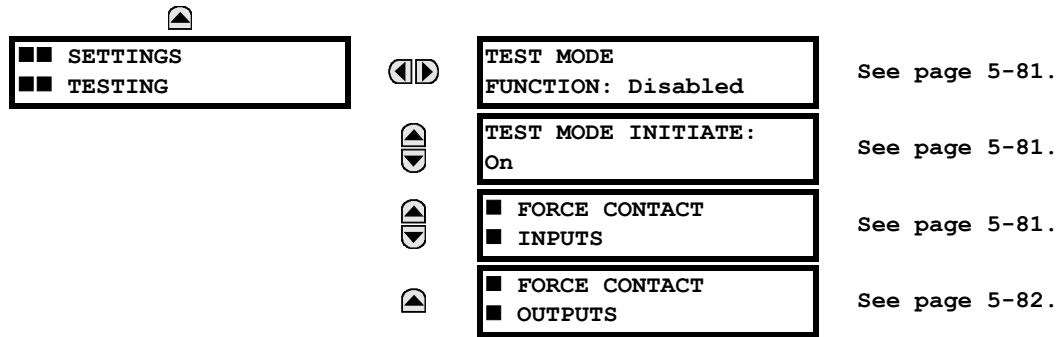 ■■ SETTINGS
■■ TESTING
TEST MODE
FUNCTION: Disabled
See page 5-81.
TEST MODE INITIATE:
On
See page 5-81.
■ FORCE CONTACT
■ INPUTS
See page 5-81.
■ FORCE CONTACT
■ OUTPUTS
See page 5-82.